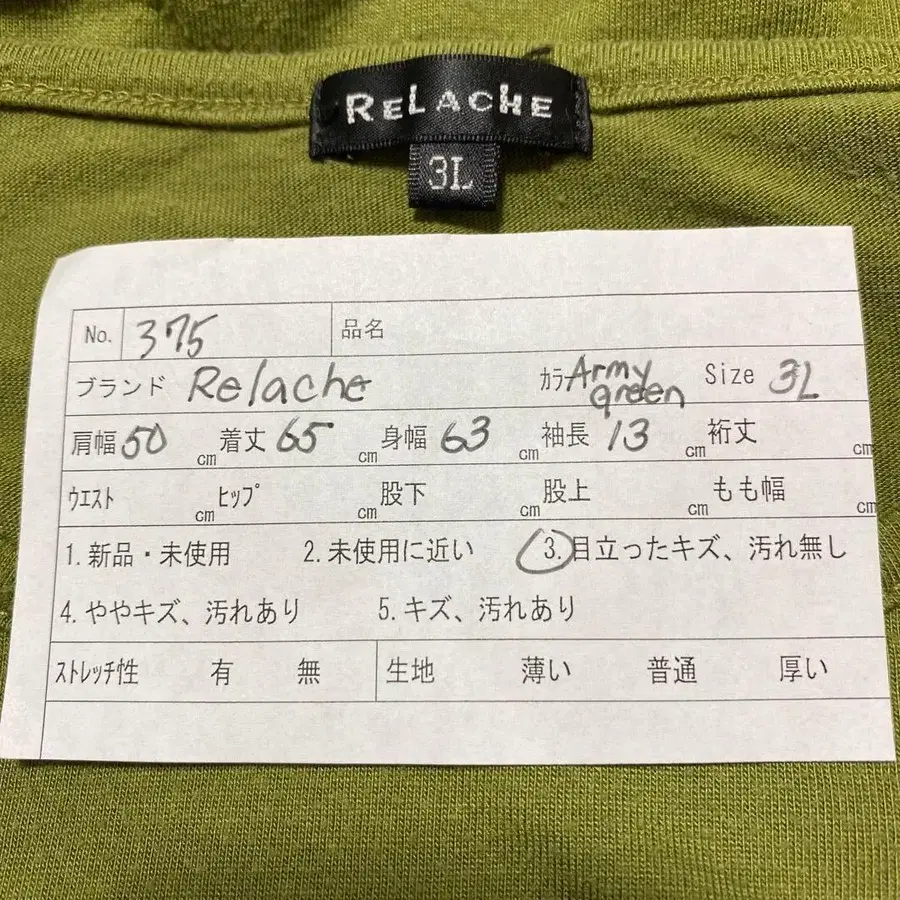 RELACHE
3L
No. 375 品名
ブランド Relache カラ Army green Size 3L
肩幅 50 cm 着丈 65 cm 身幅 63 cm 袖長 13 cm 裄丈 cm
ウエスト cm ヒップ cm 股下 cm 股上 cm もも幅 cm
1.新品・未使用 2.未使用に近い 3.目立ったキズ、汚れ無し
4.ややキズ、汚れあり 5.キズ、汚れあり
ストレッチ性 有 無 生地 薄い 普通 厚い